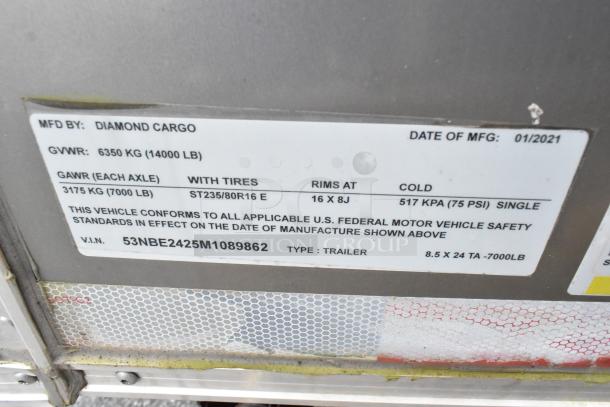 MFD BY: DIAMOND CARGO DATE OF MFG: 01/2021
GVWR: 6350 KG (14000 LB)
GAWR (EACH AXLE) WITH TIRES RIMS AT COLD
3175 KG (7000 LB) ST235/80R16 E 16 X 8J 517 KPA (75 PSI) SINGLE
THIS VEHICLE CONFORMS TO ALL APPLICABLE U.S. FEDERAL MOTOR VEHICLE SAFETY
STANDARDS IN EFFECT ON THE DATE OF MANUFACTURE SHOWN ABOVE
V.I.N. 53NBE2425M1089862 TYPE : TRAILER 8.5 X 24 TA -7000LB
AUCTION GROUP